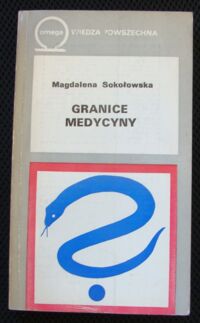 omega
WIEDZA POWSZECHNA
Magdalena Sokołowska
GRANICE
MEDYCYNY